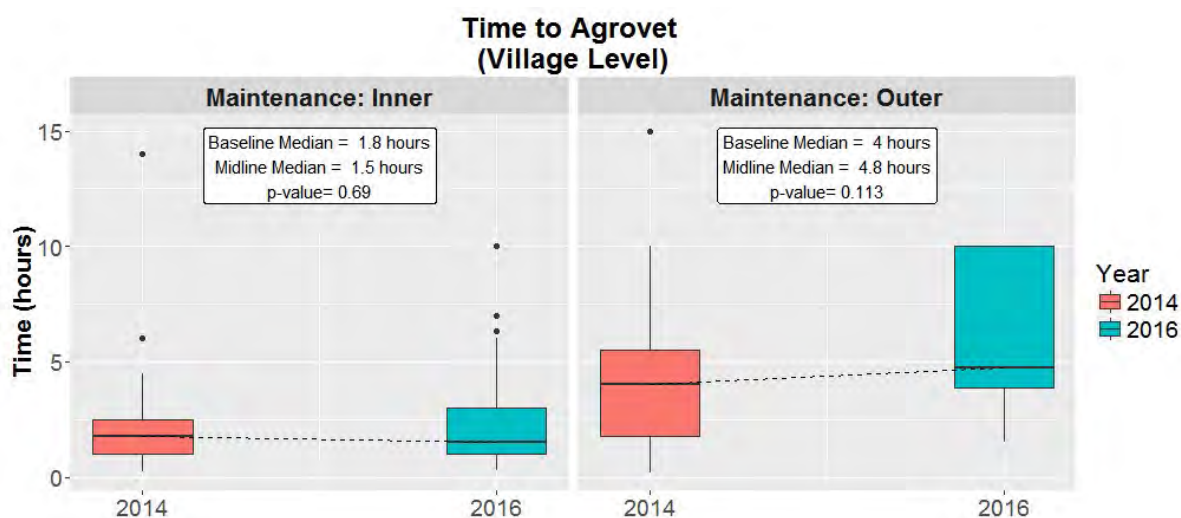 Time to Agrovet
(Village Level)
Maintenance: Inner
Maintenance: Outer
Baseline Median = 1.8 hours
Midline Median = 1.5 hours
p-value= 0.69
Baseline Median = 4 hours
Midline Median = 4.8 hours
p-value= 0.113
Time (hours)
15
10
5
0
2014
2016
2014
2016
Year
2014
2016